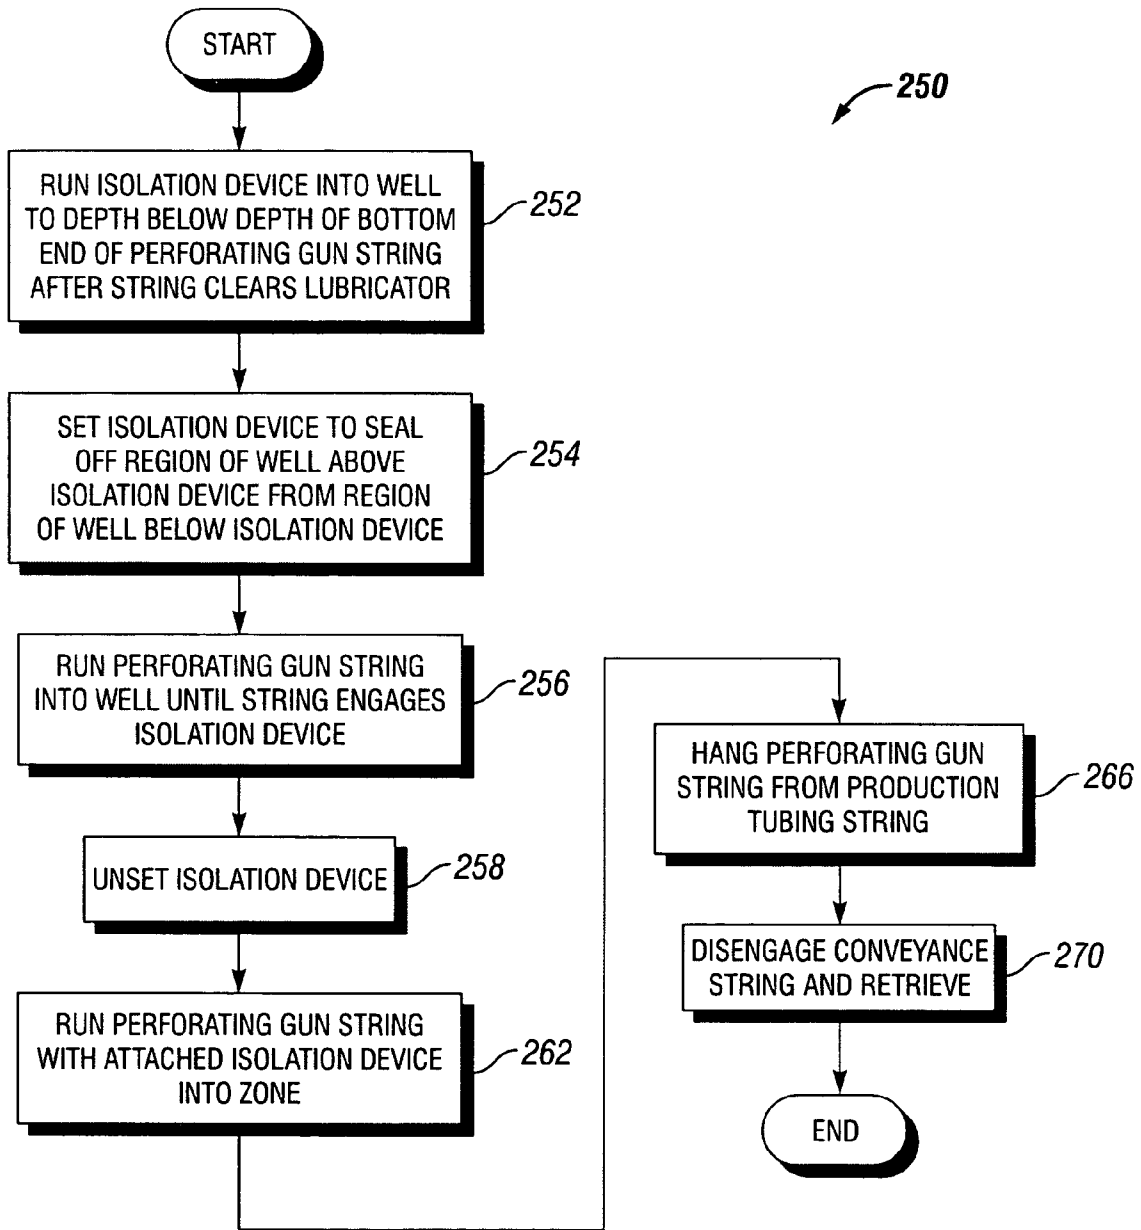 START
250
RUN ISOLATION DEVICE INTO WELL
TO DEPTH BELOW DEPTH OF BOTTOM
END OF PERFORATING GUN STRING
AFTER STRING CLEARS LUBRICATOR
252
SET ISOLATION DEVICE TO SEAL
OFF REGION OF WELL ABOVE
ISOLATION DEVICE FROM REGION
OF WELL BELOW ISOLATION DEVICE
254
RUN PERFORATING GUN STRING
INTO WELL UNTIL STRING ENGAGES
ISOLATION DEVICE
256
UNSET ISOLATION DEVICE
258
RUN PERFORATING GUN STRING
WITH ATTACHED ISOLATION DEVICE
INTO ZONE
262
HANG PERFORATING GUN
STRING FROM PRODUCTION
TUBING STRING
266
DISENGAGE CONVEYANCE
STRING AND RETRIEVE
270
END